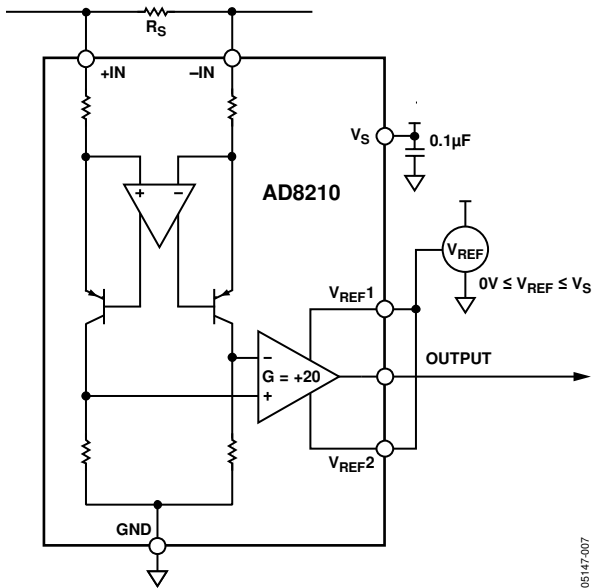 R_S
+IN
–IN
V_S
0.1µF
+
–
AD8210
V_REF
0V ≤ V_REF ≤ V_S
V_REF1
–
G = +20
+
OUTPUT
V_REF2
GND
05147-007